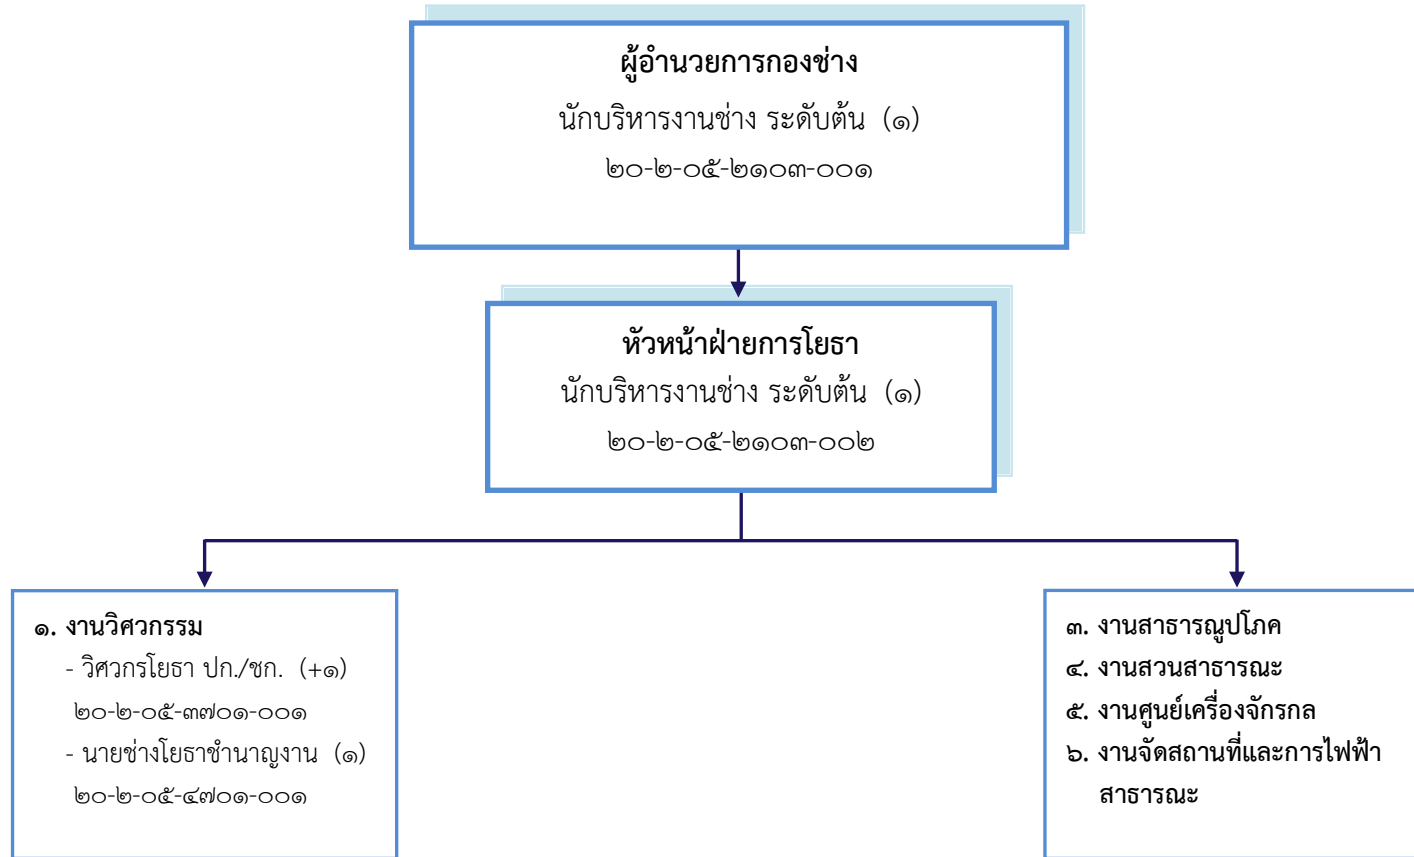 ผู้อำนวยการกองช่าง
นักบริหารงานช่าง ระดับต้น (๑)
๒๐-๒-๐๕-๒๑๐๓-๐๐๑
หัวหน้าฝ่ายการโยธา
นักบริหารงานช่าง ระดับต้น (๑)
๒๐-๒-๐๕-๒๑๐๓-๐๐๒
๑. งานวิศวกรรม
- วิศวกรโยธา ปก./ชก. (+๑)
๒๐-๒-๐๕-๓๗๐๑-๐๐๑
- นายช่างโยธาชำนาญงาน (๑)
๒๐-๒-๐๕-๔๗๐๑-๐๐๑
๓. งานสาธารณูปโภค
๔. งานสวนสาธารณะ
๕. งานศูนย์เครื่องจักรกล
๖. งานจัดสถานที่และการไฟฟ้า
สาธารณะ